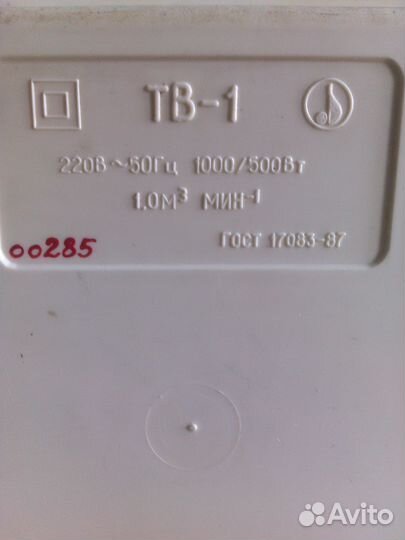 ТВ-1
220В~50Гц 1000/500Вт
1.0м³ мин⁻¹
ГОСТ 17083-87
00285
Avito